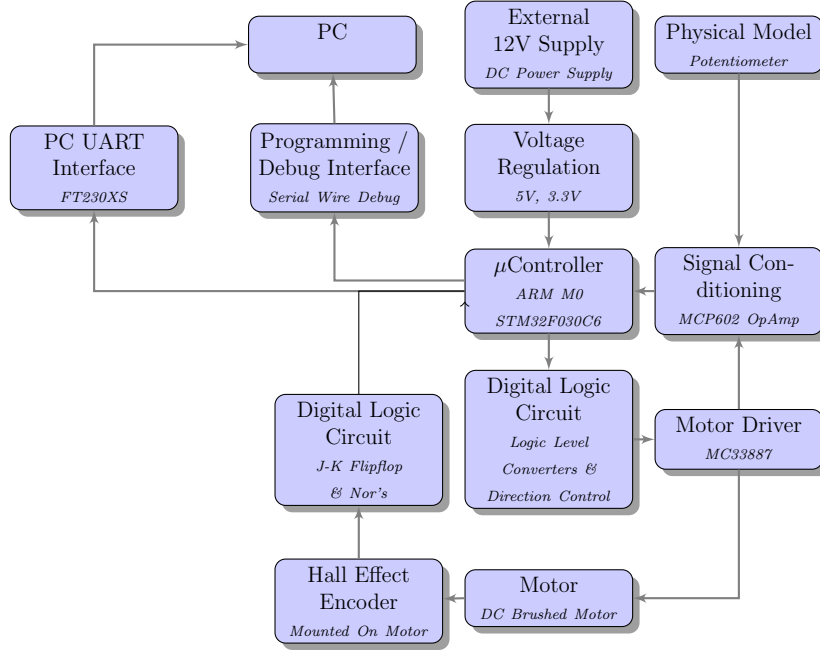 PC
External
12V Supply
DC Power Supply
Physical Model
Potentiometer
PC UART
Interface
FT230XS
Programming /
Debug Interface
Serial Wire Debug
Voltage
Regulation
5V, 3.3V
μController
ARM M0
STM32F030C6
Signal Con-
ditioning
MCP602 OpAmp
Digital Logic
Circuit
J-K Flipflop
& Nor's
Digital Logic
Circuit
Logic Level
Converters &
Direction Control
Motor Driver
MC33887
Hall Effect
Encoder
Mounted On Motor
Motor
DC Brushed Motor